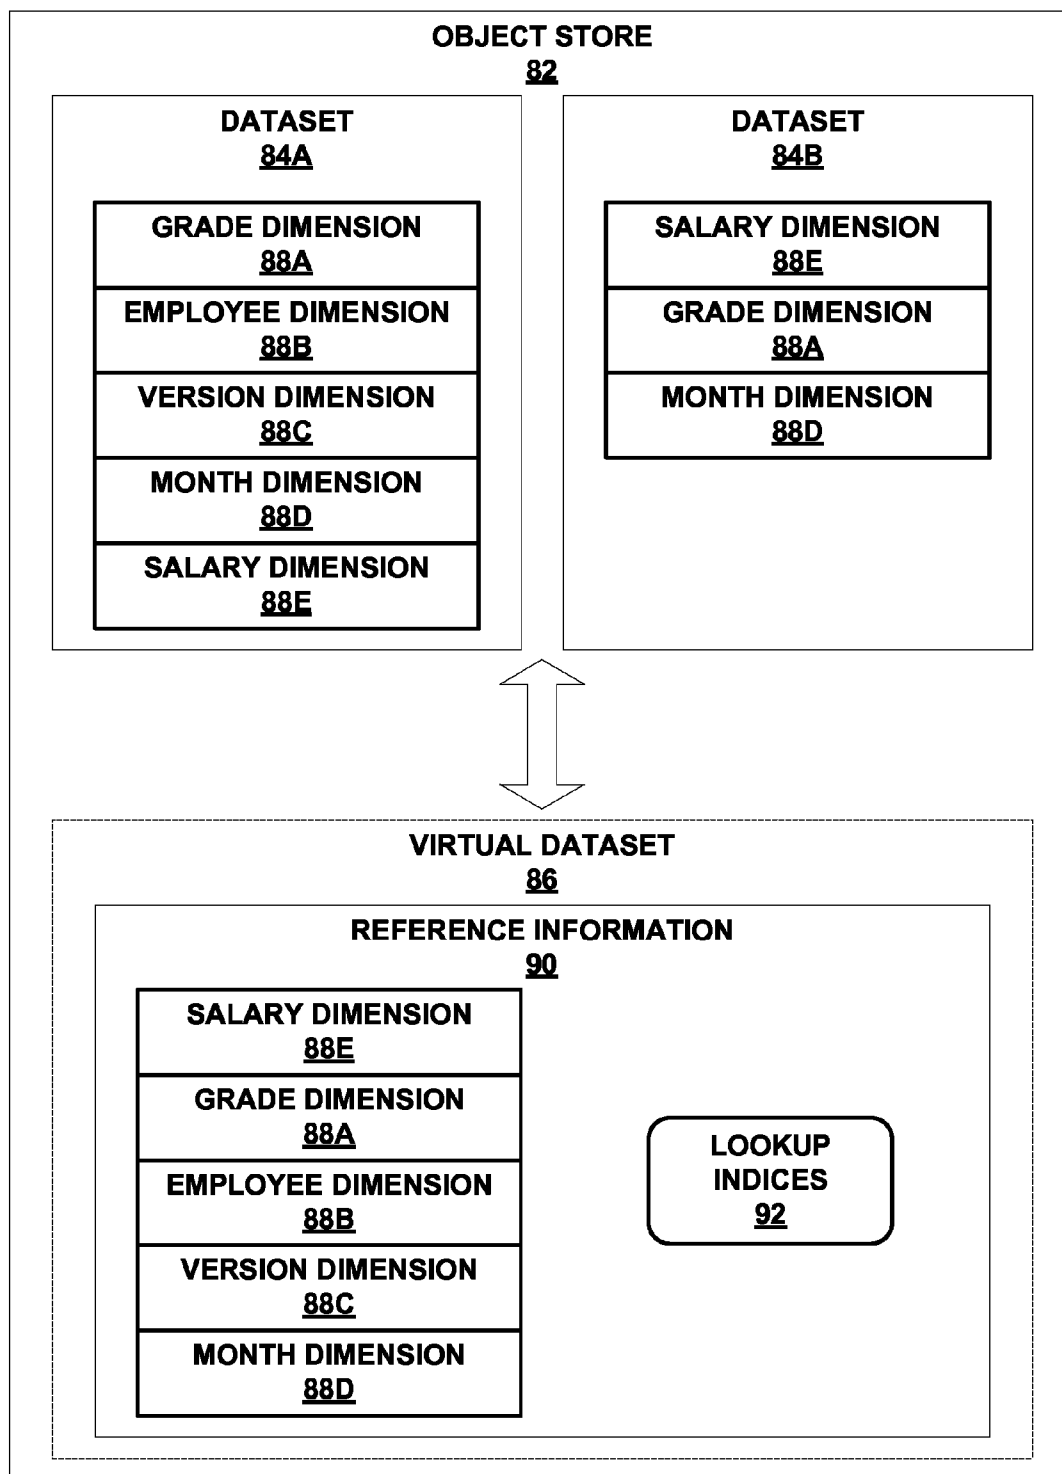 OBJECT STORE
82
DATASET
84A
GRADE DIMENSION
88A
EMPLOYEE DIMENSION
88B
VERSION DIMENSION
88C
MONTH DIMENSION
88D
SALARY DIMENSION
88E
DATASET
84B
SALARY DIMENSION
88E
GRADE DIMENSION
88A
MONTH DIMENSION
88D
VIRTUAL DATASET
86
REFERENCE INFORMATION
90
SALARY DIMENSION
88E
GRADE DIMENSION
88A
EMPLOYEE DIMENSION
88B
VERSION DIMENSION
88C
MONTH DIMENSION
88D
LOOKUP
INDICES
92